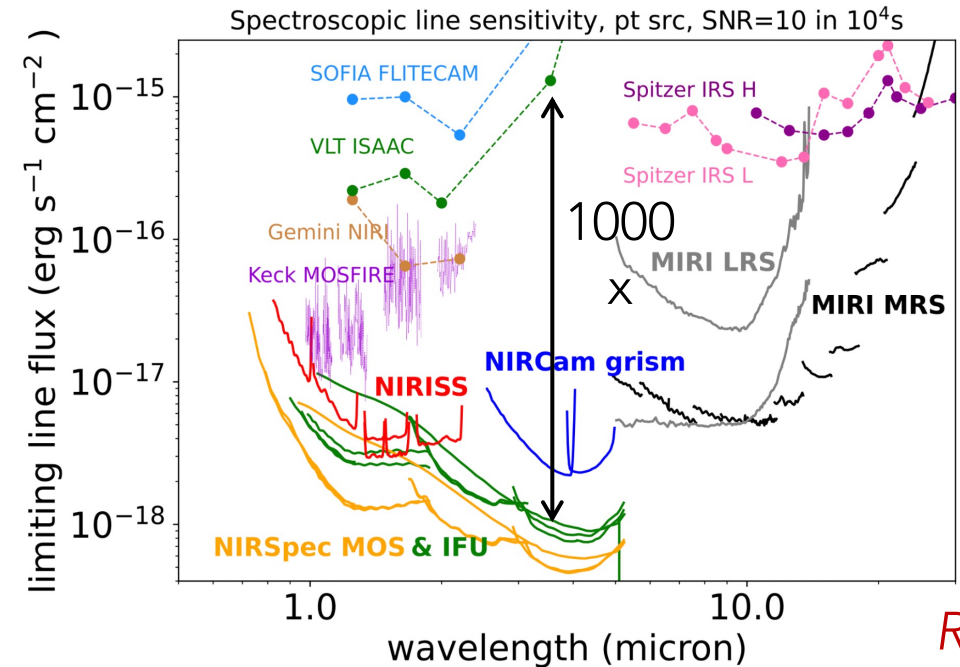 Spectroscopic line sensitivity, pt src, SNR=10 in 10⁴s
limiting line flux (erg s⁻¹ cm⁻²)
10⁻¹⁵
10⁻¹⁶
10⁻¹⁷
10⁻¹⁸
SOFIA FLITECAM
VLT ISAAC
Gemini NIRI
Keck MOSFIRE
NIRISS
NIRSpec MOS & IFU
1000
x
NIRCam grism
Spitzer IRS H
Spitzer IRS L
MIRI LRS
MIRI MRS
1.0
10.0
wavelength (micron)
R